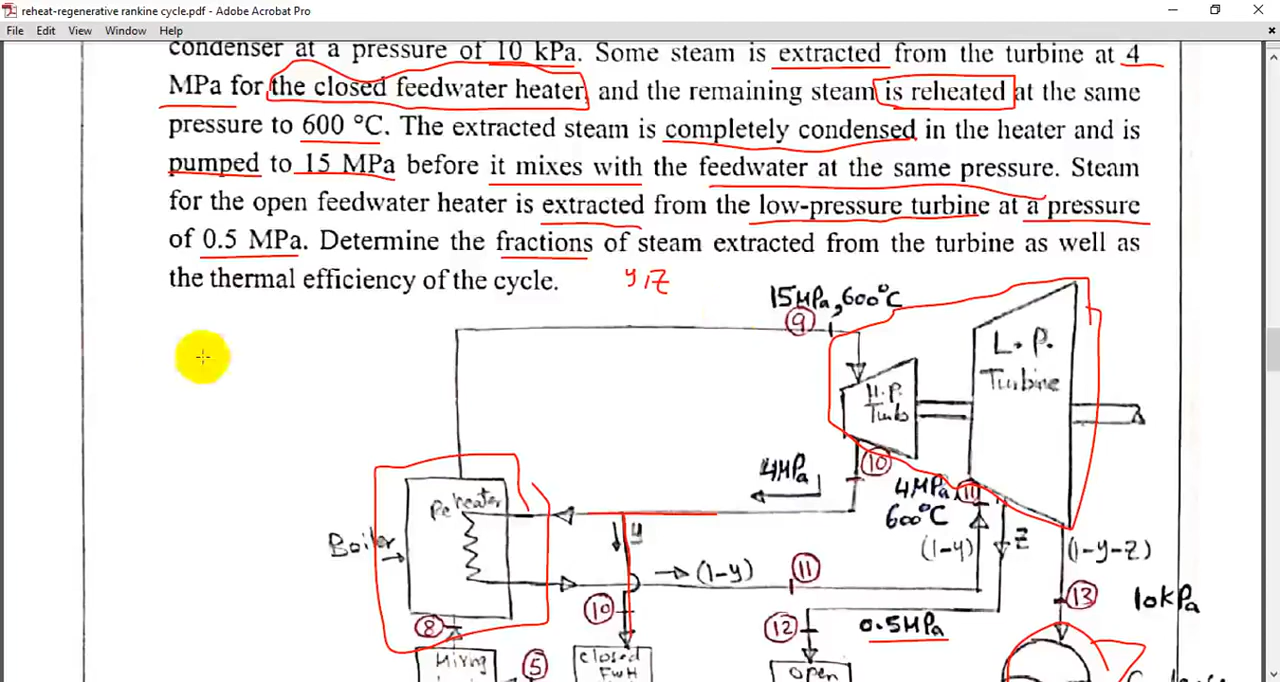 reheat-regenerative rankine cycle.pdf - Adobe Acrobat Pro
File Edit View Window Help
condenser at a pressure of 10 kPa. Some steam is extracted from the turbine at 4
MPa for the closed feedwater heater and the remaining steam is reheated at the same
pressure to 600 °C. The extracted steam is completely condensed in the heater and is
pumped to 15 MPa before it mixes with the feedwater at the same pressure. Steam
for the open feedwater heater is extracted from the low-pressure turbine at a pressure
of 0.5 MPa. Determine the fractions of steam extracted from the turbine as well as
the thermal efficiency of the cycle.
y, z
15MPa, 600°C
9
L.P.
Turbine
H.P.
Turb
10
4MPa
4MPa,
11
600°C
Reheater
Boiler
y
(1-y)
Z
(1-y-z)
(1-y)
11
10
13
10kPa
8
12
0.5MPa
Mixing
5
closed
FWH
open